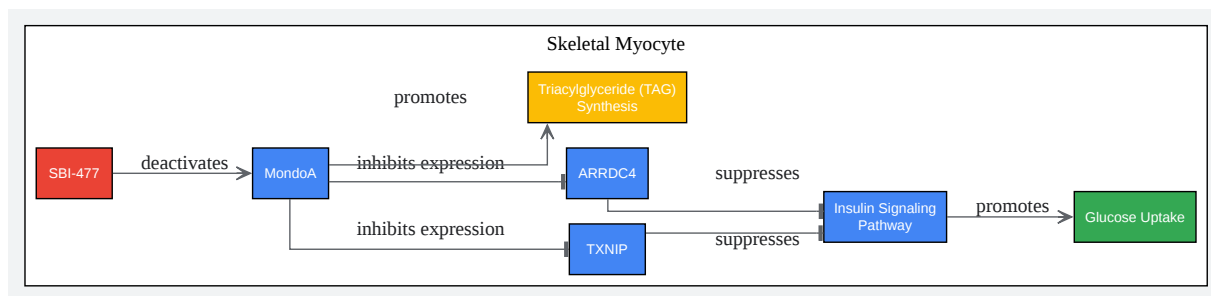 Skeletal Myocyte
Triacylglyceride (TAG)
Synthesis
promotes
SBI-477
deactivates
MondoA
inhibits expression
ARRDC4
suppresses
Insulin Signaling
Pathway
promotes
Glucose Uptake
inhibits expression
TXNIP
suppresses